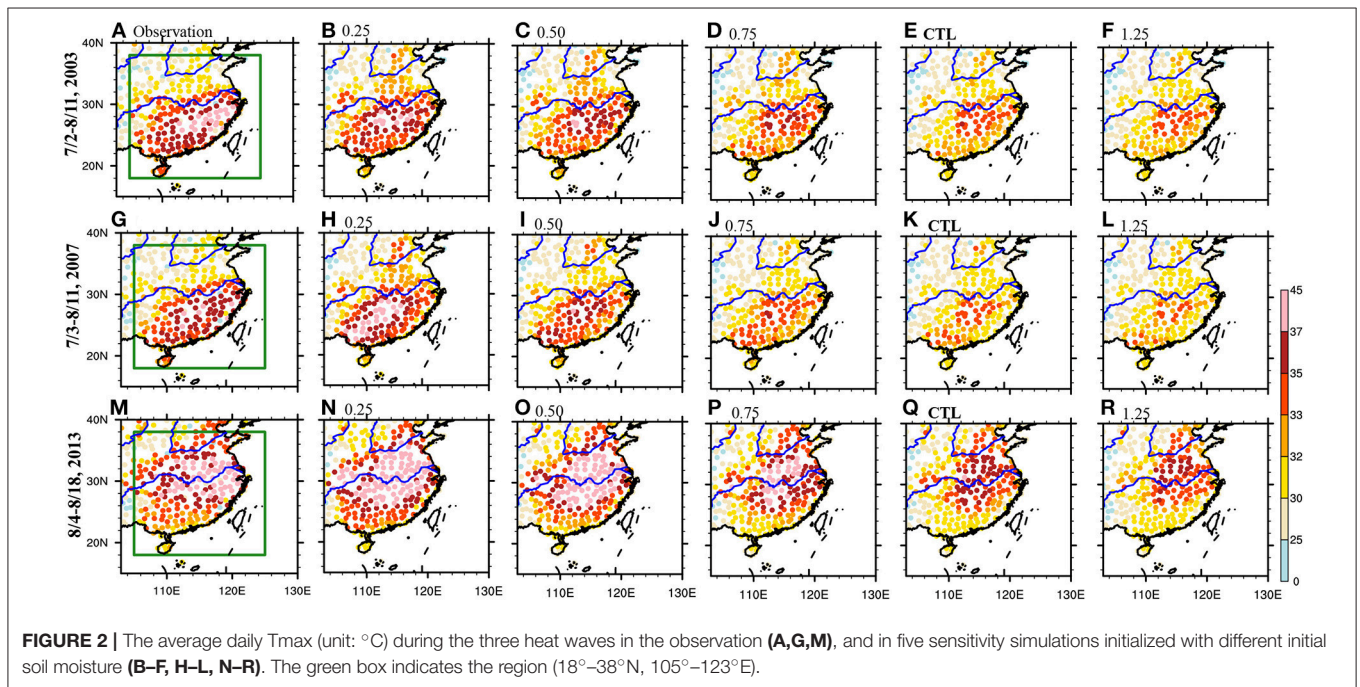 A Observation
B 0.25
C 0.50
D 0.75
E CTL
F 1.25
7/2-8/11, 2003
40N
30N
20N
G
H 0.25
I 0.50
J 0.75
K CTL
L 1.25
7/3-8/11, 2007
40N
30N
20N
M
N 0.25
O 0.50
P 0.75
Q CTL
R 1.25
8/4-8/18, 2013
40N
30N
20N
110E 120E 130E
110E 120E 130E
110E 120E 130E
110E 120E 130E
110E 120E 130E
110E 120E 130E
45
37
35
33
32
30
25
0
FIGURE 2 | The average daily Tmax (unit: °C) during the three heat waves in the observation (A,G,M), and in five sensitivity simulations initialized with different initial
soil moisture (B–F, H–L, N–R). The green box indicates the region (18°–38°N, 105°–123°E).